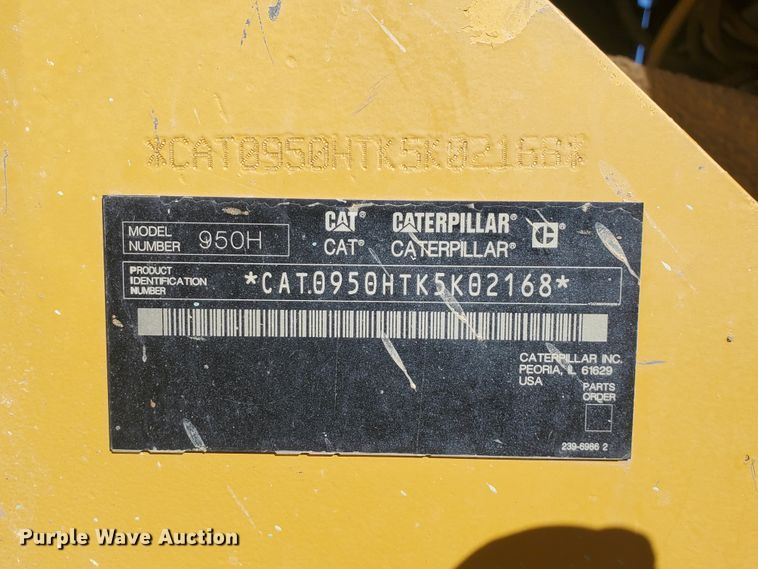 *CAT0950HTK5K02168*
MODEL NUMBER 950H
CAT® CATERPILLAR®
CAT® CATERPILLAR®
PRODUCT IDENTIFICATION NUMBER *CAT0950HTK5K02168*
CATERPILLAR INC.
PEORIA, IL 61629
USA
PARTS ORDER
239-6986 2
Purple Wave Auction